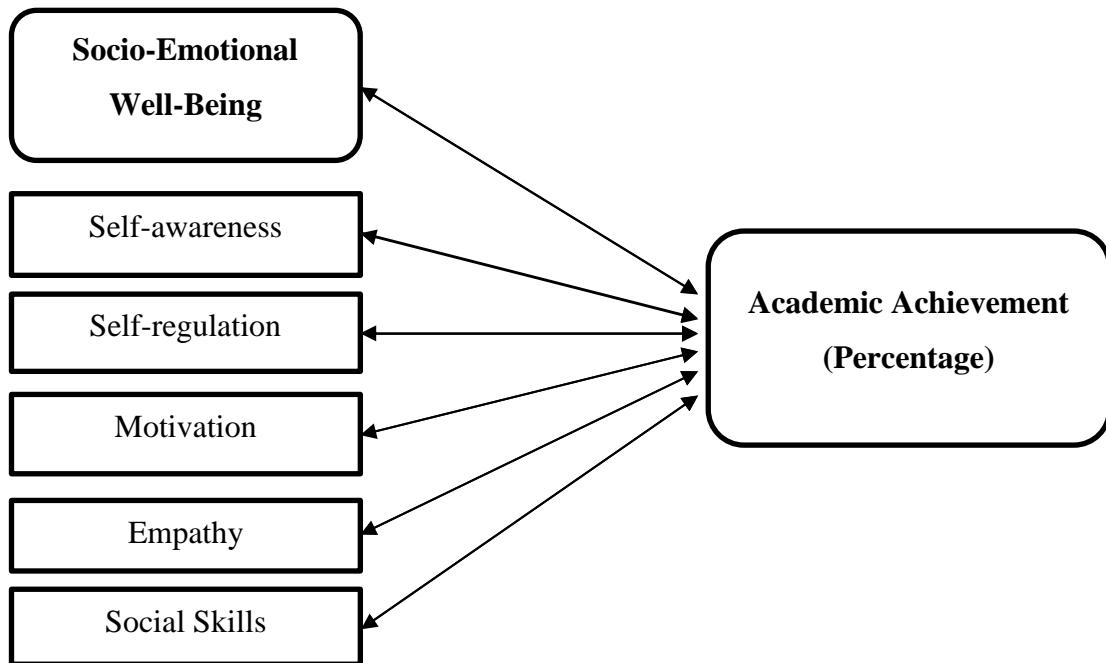 Socio-Emotional
Well-Being
Self-awareness
Self-regulation
Motivation
Empathy
Social Skills
Academic Achievement
(Percentage)